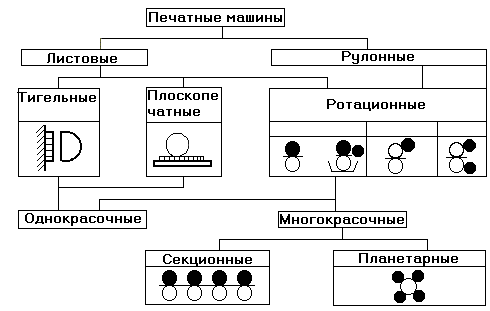 Печатные машины
Листовые
Рулонные
Тигельные
Плоскопе
чатные
Ротационные
Однокрасочные
Многокрасочные
Секционные
Планетарные